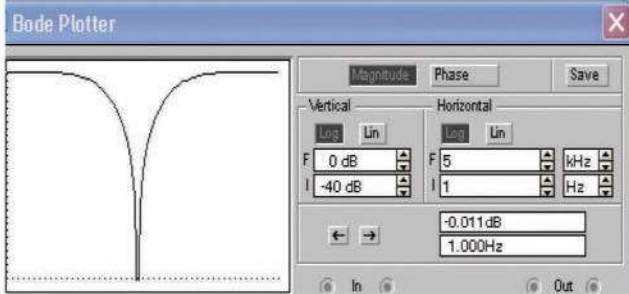 Bode Plotter
Magnitude Phase Save
Vertical Horizontal
Log Lin Log Lin
F 0 dB F 5 kHz
I -40 dB I 1 Hz
-0.011dB
1.000Hz
In Out